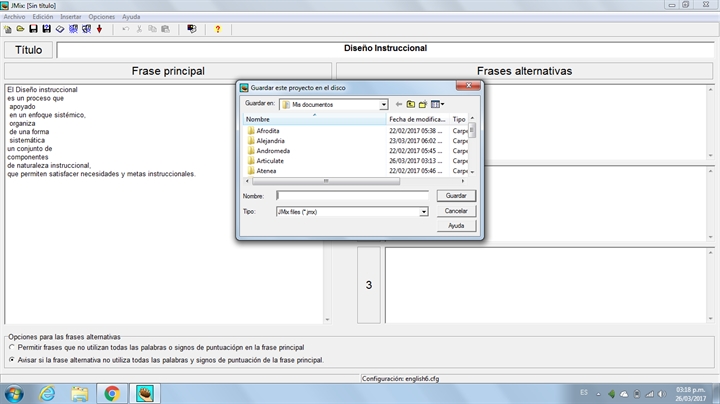 JMix: [Sin título]
Archivo Edición Insertar Opciones Ayuda
Título
Diseño Instruccional
Frase principal
Frases alternativas
El Diseño instruccional
es un proceso que
apoyado
en un enfoque sistémico,
organiza
de una forma
sistemática
un conjunto de
componentes
de naturaleza instruccional,
que permiten satisfacer necesidades y metas instruccionales.
Guardar este proyecto en el disco
Guardar en: Mis documentos
Nombre Fecha de modifica... Tipo
Afrodita 22/02/2017 05:38 ... Carpe
Alejandria 23/03/2017 06:02 ... Carpe
Andromeda 22/02/2017 05:45 ... Carpe
Articulate 26/03/2017 03:13 ... Carpe
Atenea 22/02/2017 05:46 ... Carpe
Nombre: Guardar
Tipo: JMix files (*.jmx) Cancelar
Ayuda
3
Opciones para las frases alternativas
Permitir frases que no utilizan todas las palabras o signos de puntuación en la frase principal
Avisar si la frase alternativa no utiliza todas las palabras y signos de puntuación de la frase principal.
Configuración: english6.cfg
ES
03:18 p.m.
26/03/2017